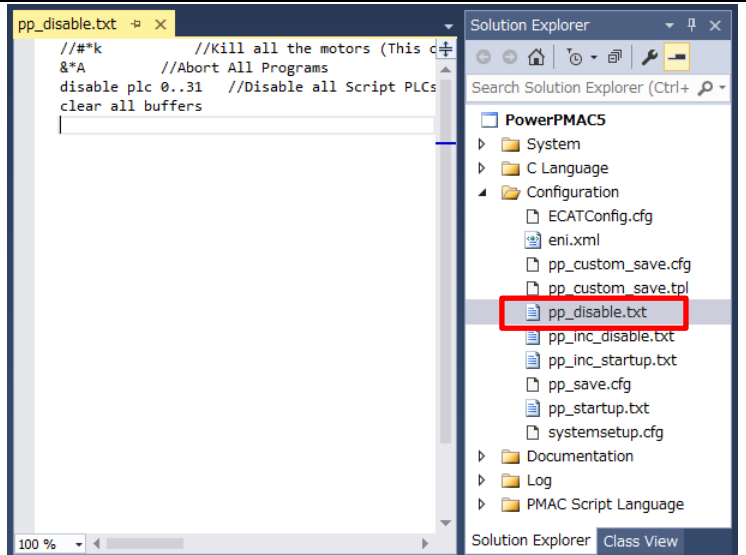 pp_disable.txt
//#*k //Kill all the motors (This
&*A //Abort All Programs
disable plc 0..31 //Disable all Script PLCs
clear all buffers
100 %
Solution Explorer
Search Solution Explorer (Ctrl+
PowerPMAC5
System
C Language
Configuration
ECATConfig.cfg
eni.xml
pp_custom_save.cfg
pp_custom_save.tpl
pp_disable.txt
pp_inc_disable.txt
pp_inc_startup.txt
pp_save.cfg
pp_startup.txt
systemsetup.cfg
Documentation
Log
PMAC Script Language
Solution Explorer Class View